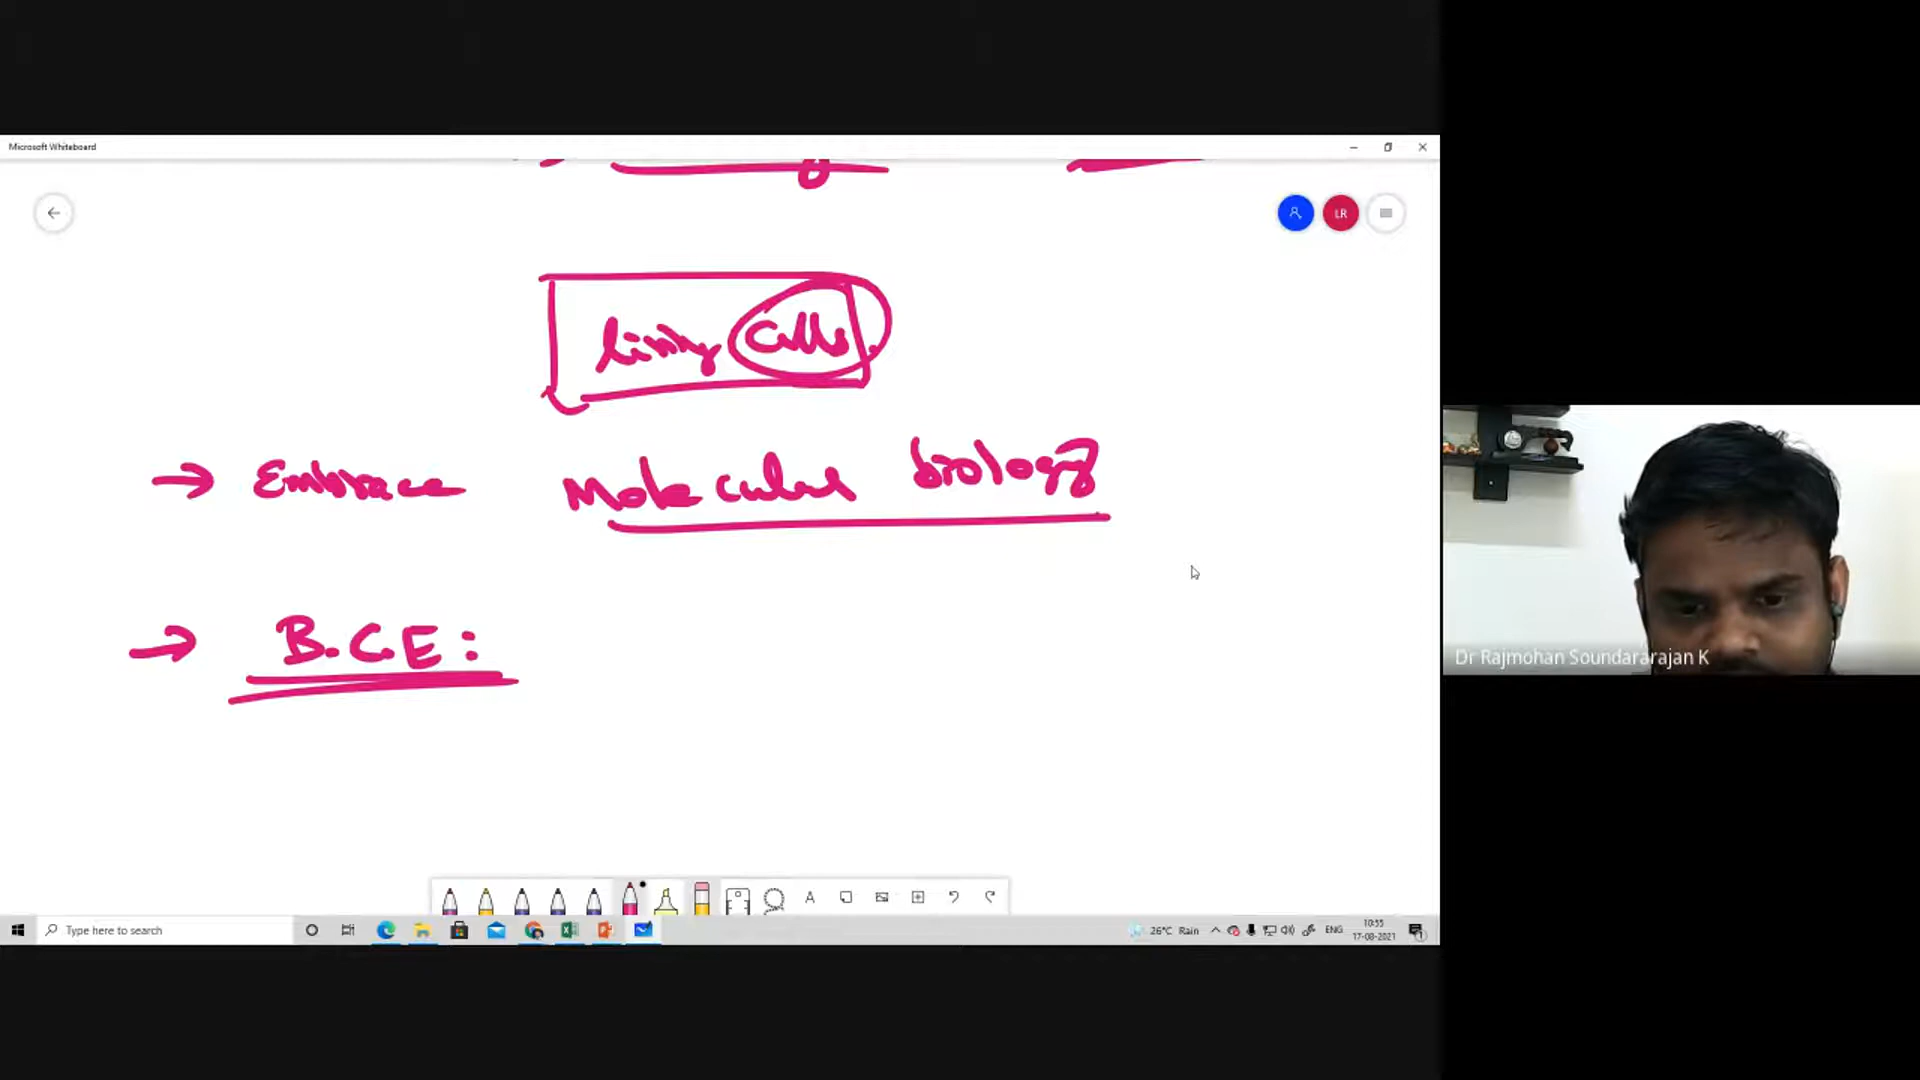 Microsoft Whiteboard
LR
living cells
→ Embrace Molecular biology
→ B.C.E:
Dr Rajmohan Soundararajan K
A
Type here to search
26°C Rain
ENG
10:55
17-08-2021